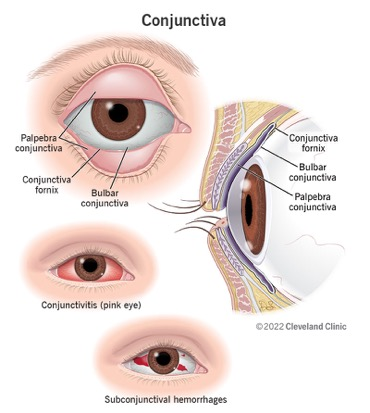 Conjunctiva
Palpebra
conjunctiva
Conjunctiva
fornix
Bulbar
conjunctiva
Conjunctiva
fornix
Bulbar
conjunctiva
Palpebra
conjunctiva
Conjunctivitis (pink eye)
©2022 Cleveland Clinic
Subconjunctival hemorrhages